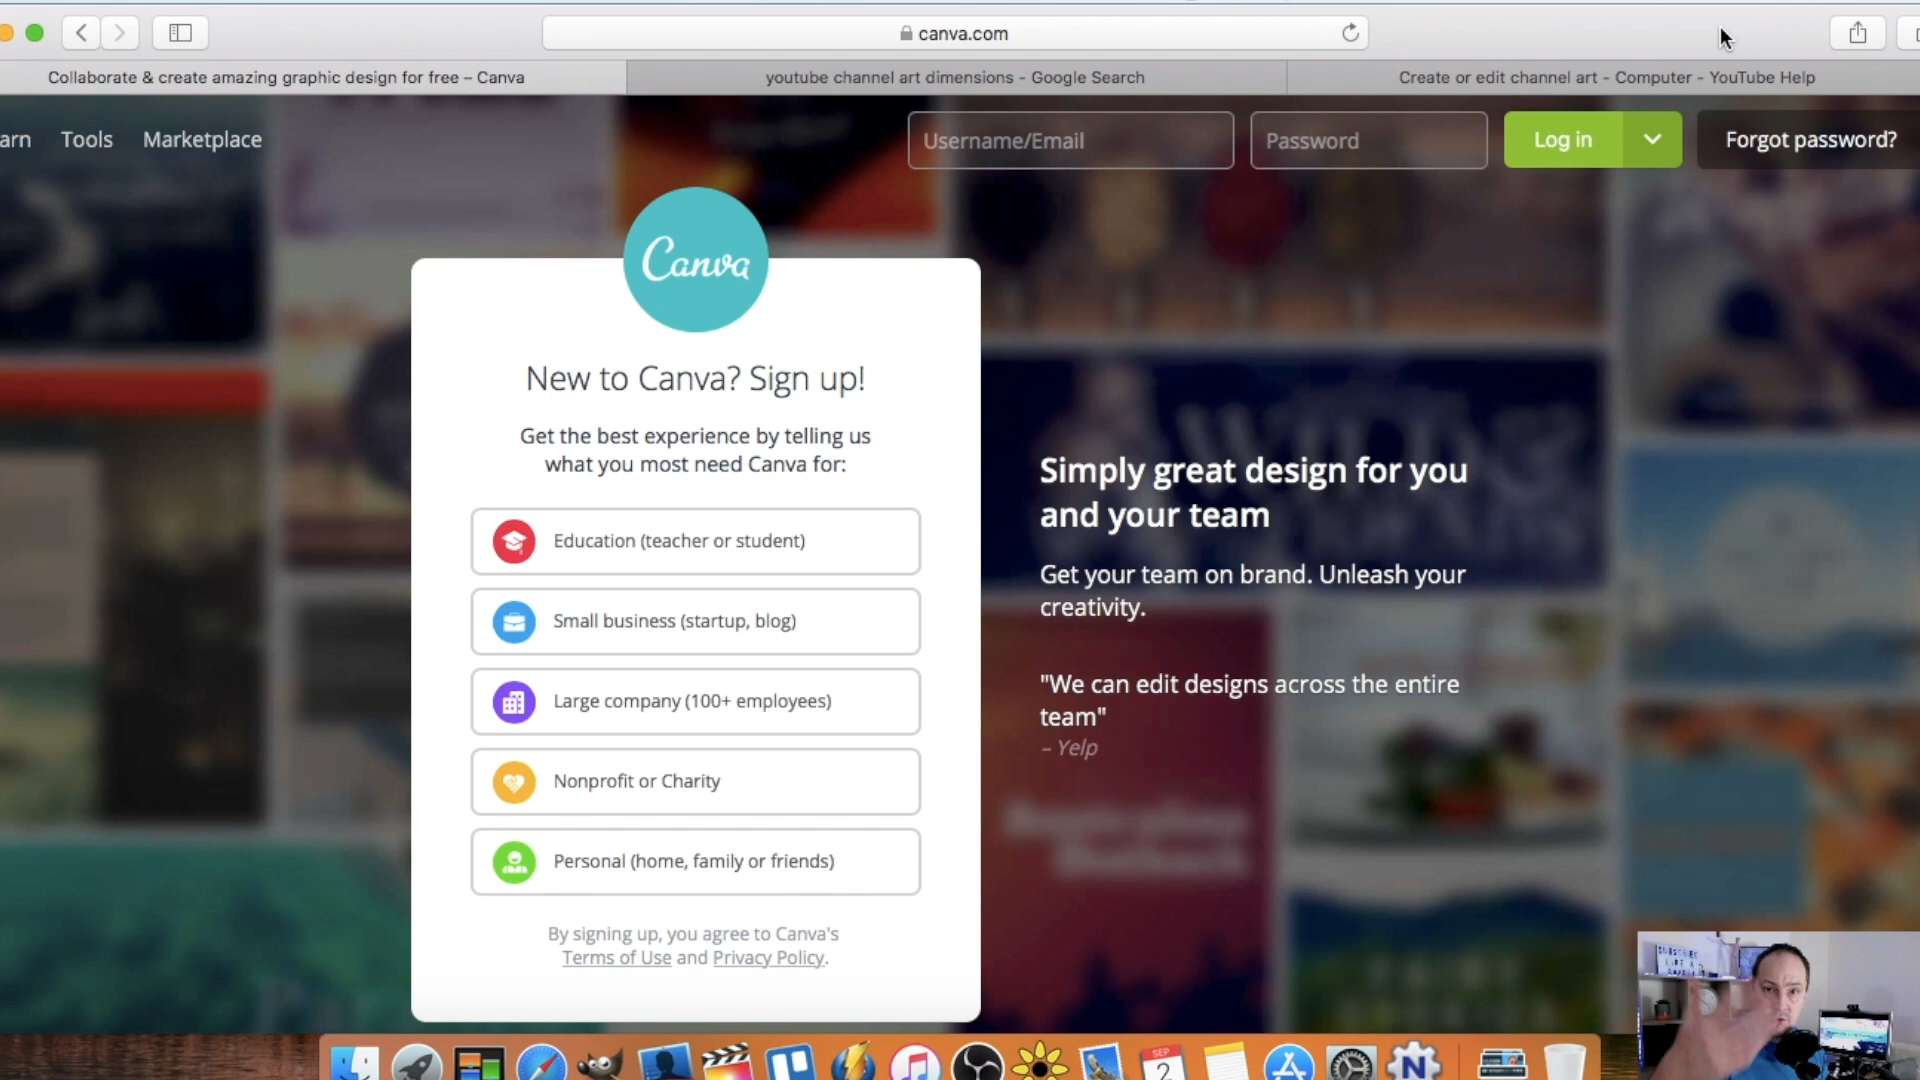 canva.com
Collaborate & create amazing graphic design for free – Canva
youtube channel art dimensions - Google Search
Create or edit channel art - Computer - YouTube Help
arn
Tools
Marketplace
Username/Email
Password
Log in
Forgot password?
Canva
New to Canva? Sign up!
Get the best experience by telling us
what you most need Canva for:
Education (teacher or student)
Small business (startup, blog)
Large company (100+ employees)
Nonprofit or Charity
Personal (home, family or friends)
By signing up, you agree to Canva's
Terms of Use and Privacy Policy.
Simply great design for you
and your team
Get your team on brand. Unleash your
creativity.
"We can edit designs across the entire
team"
– Yelp
SEP
2
N
SUBSCRIBE
LIKE A